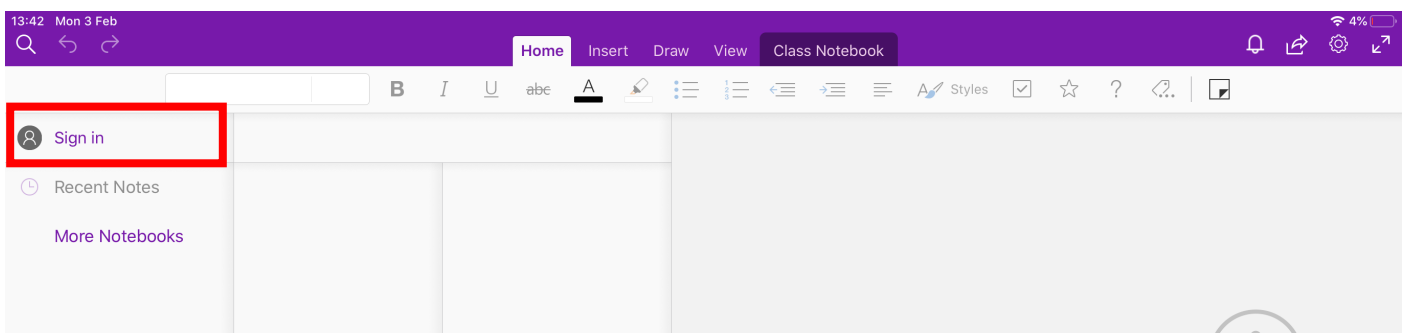 13:42 Mon 3 Feb 4%
Home Insert Draw View Class Notebook
B I U abc A Styles ?
Sign in
Recent Notes
More Notebooks